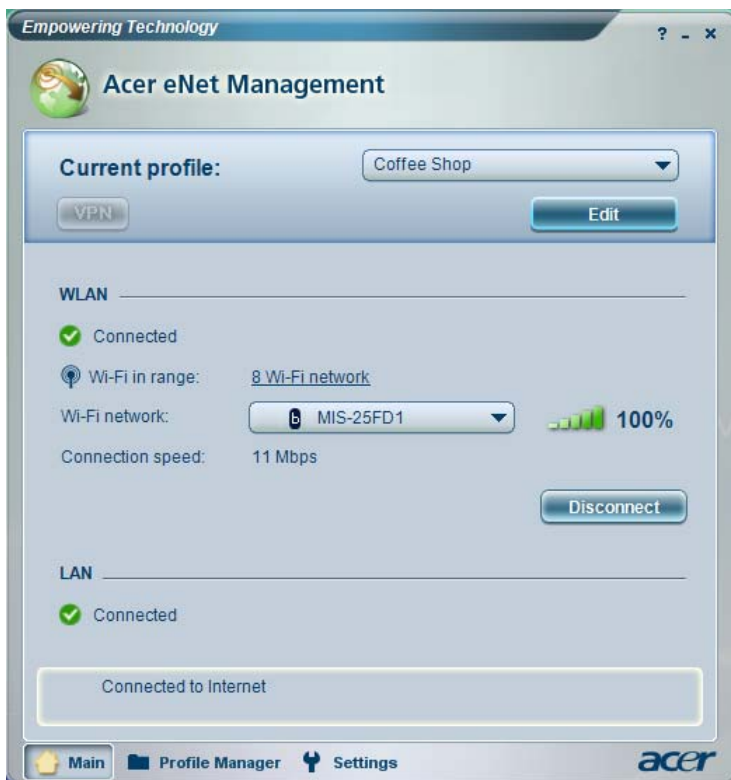 Empowering Technology
? - x
Acer eNet Management
Current profile: Coffee Shop
VPN Edit
WLAN
Connected
Wi-Fi in range: 8 Wi-Fi network
Wi-Fi network: b MIS-25FD1 100%
Connection speed: 11 Mbps
Disconnect
LAN
Connected
Connected to Internet
Main Profile Manager Settings acer